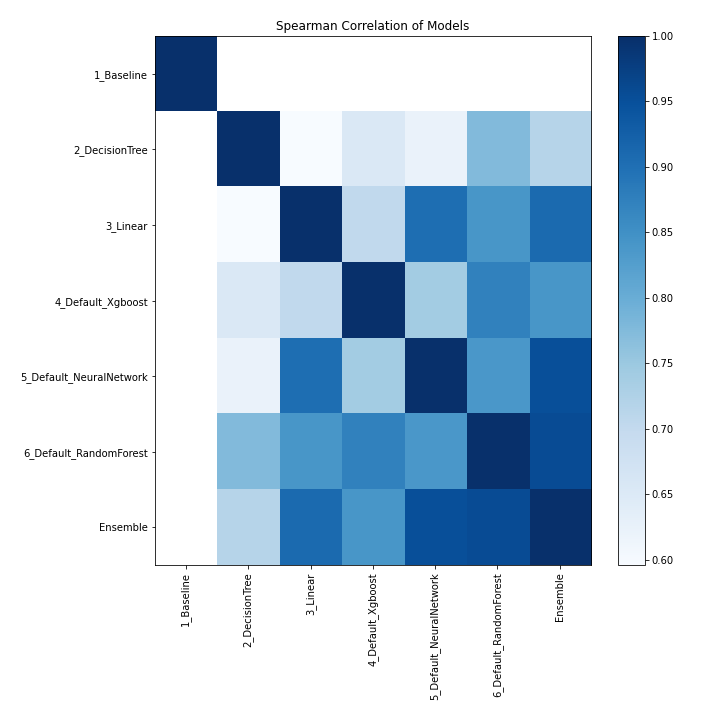 Spearman Correlation of Models
1_Baseline
2_DecisionTree
3_Linear
4_Default_Xgboost
5_Default_NeuralNetwork
6_Default_RandomForest
Ensemble
1_Baseline
2_DecisionTree
3_Linear
4_Default_Xgboost
5_Default_NeuralNetwork
6_Default_RandomForest
Ensemble
1.00
0.95
0.90
0.85
0.80
0.75
0.70
0.65
0.60